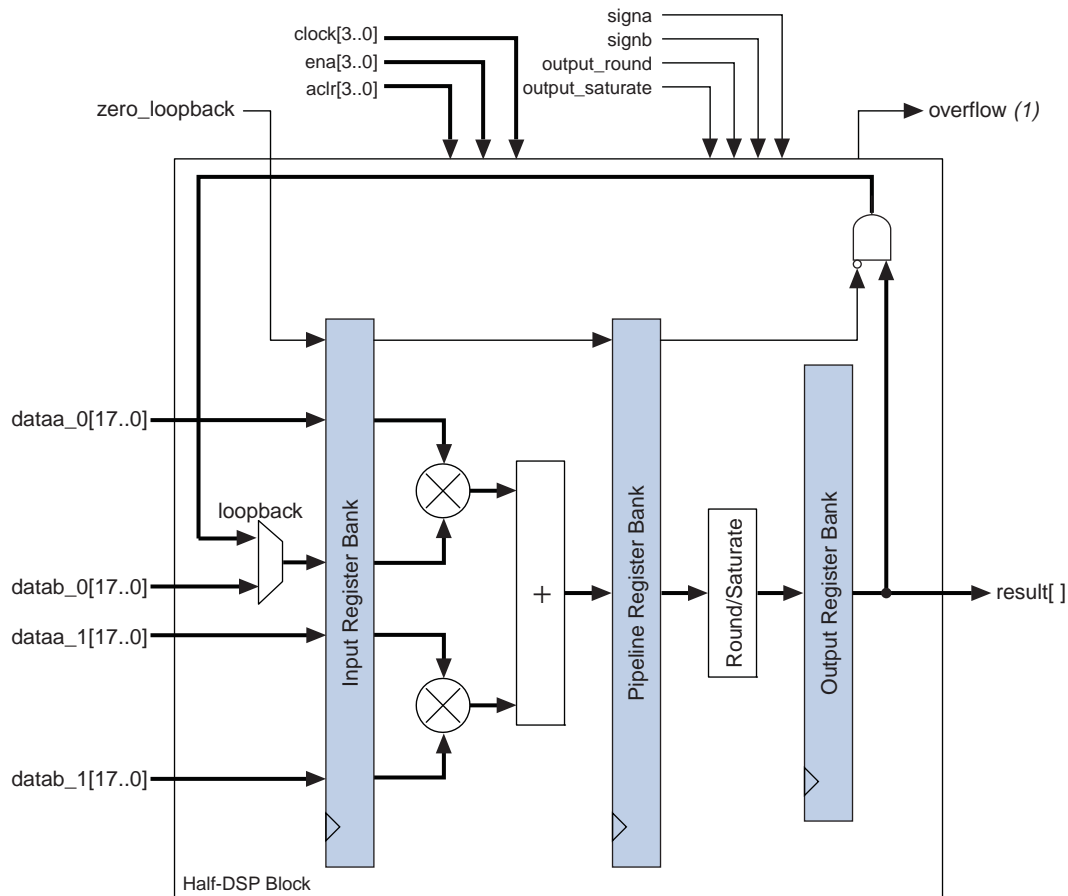 signa
signb
output_round
output_saturate
clock[3..0]
ena[3..0]
aclr[3..0]
zero_loopback
overflow (1)
dataa_0[17..0]
loopback
datab_0[17..0]
dataa_1[17..0]
datab_1[17..0]
Input Register Bank
+
Pipeline Register Bank
Round/Saturate
Output Register Bank
result[ ]
Half-DSP Block